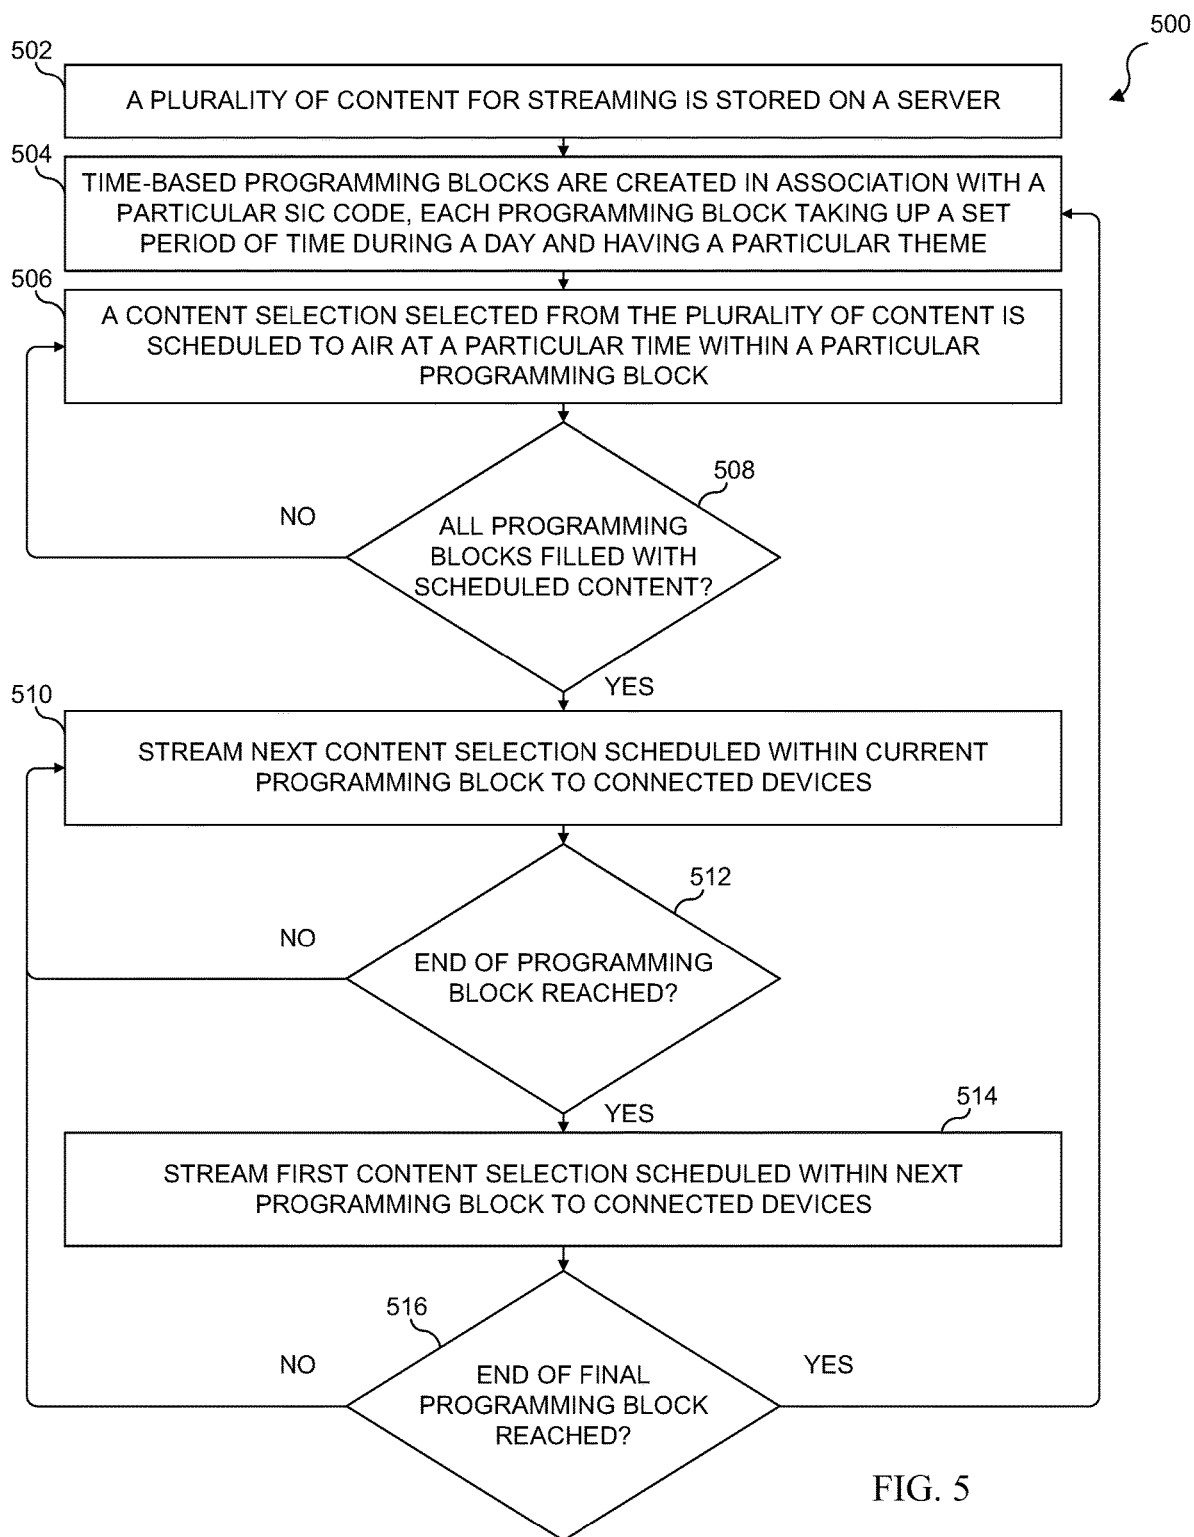 500
502
A PLURALITY OF CONTENT FOR STREAMING IS STORED ON A SERVER
504
TIME-BASED PROGRAMMING BLOCKS ARE CREATED IN ASSOCIATION WITH A
PARTICULAR SIC CODE, EACH PROGRAMMING BLOCK TAKING UP A SET
PERIOD OF TIME DURING A DAY AND HAVING A PARTICULAR THEME
506
A CONTENT SELECTION SELECTED FROM THE PLURALITY OF CONTENT IS
SCHEDULED TO AIR AT A PARTICULAR TIME WITHIN A PARTICULAR
PROGRAMMING BLOCK
508
NO
ALL PROGRAMMING
BLOCKS FILLED WITH
SCHEDULED CONTENT?
YES
510
STREAM NEXT CONTENT SELECTION SCHEDULED WITHIN CURRENT
PROGRAMMING BLOCK TO CONNECTED DEVICES
512
NO
END OF PROGRAMMING
BLOCK REACHED?
YES
514
STREAM FIRST CONTENT SELECTION SCHEDULED WITHIN NEXT
PROGRAMMING BLOCK TO CONNECTED DEVICES
516
NO
YES
END OF FINAL
PROGRAMMING BLOCK
REACHED?
FIG. 5